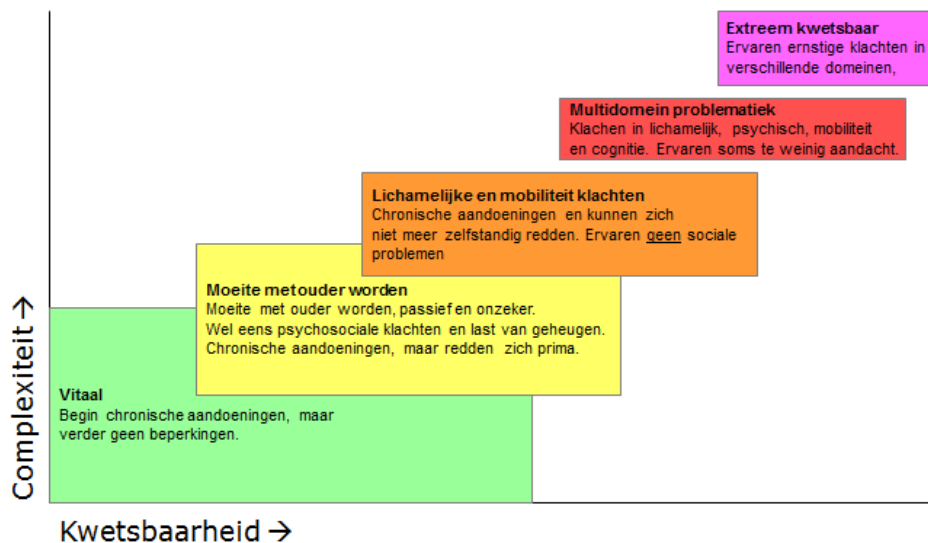 Extreem kwetsbaar
Ervaren ernstige klachten in
verschillende domeinen,
Multidomein problematiek
Klachen in lichamelijk, psychisch, mobiliteit
en cognitie. Ervaren soms te weinig aandacht.
Lichamelijke en mobiliteit klachten
Chronische aandoeningen en kunnen zich
niet meer zelfstandig redden. Ervaren geen sociale
problemen
Moeite met ouder worden
Moeite met ouder worden, passief en onzeker.
Wel eens psychosociale klachten en last van geheugen.
Chronische aandoeningen, maar redden zich prima.
Vitaal
Begin chronische aandoeningen, maar
verder geen beperkingen.
Complexiteit →
Kwetsbaarheid →